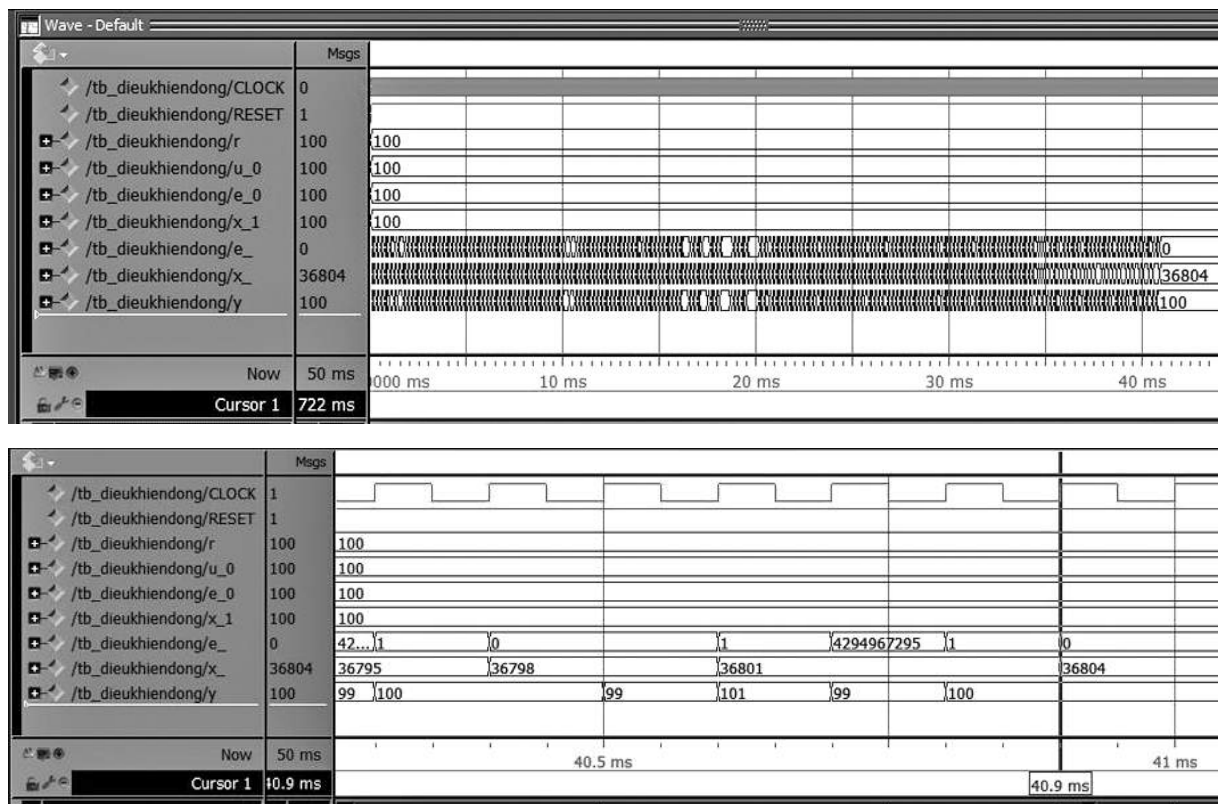 Wave - Default
Msgs
/tb_dieukhiendong/CLOCK 0
/tb_dieukhiendong/RESET 1
/tb_dieukhiendong/r 100 100
/tb_dieukhiendong/u_0 100 100
/tb_dieukhiendong/e_0 100 100
/tb_dieukhiendong/x_1 100 100
/tb_dieukhiendong/e_ 0 0
/tb_dieukhiendong/x_ 36804 36804
/tb_dieukhiendong/y 100 100
Now 50 ms 000 ms 10 ms 20 ms 30 ms 40 ms
Cursor 1 722 ms
Msgs
/tb_dieukhiendong/CLOCK 1
/tb_dieukhiendong/RESET 1
/tb_dieukhiendong/r 100 100
/tb_dieukhiendong/u_0 100 100
/tb_dieukhiendong/e_0 100 100
/tb_dieukhiendong/x_1 100 100
/tb_dieukhiendong/e_ 0 42... 1 0 1 4294967295 1 0
/tb_dieukhiendong/x_ 36804 36795 36798 36801 36804
/tb_dieukhiendong/y 100 99 100 99 101 99 100
Now 50 ms 40.5 ms 41 ms
Cursor 1 40.9 ms 40.9 ms